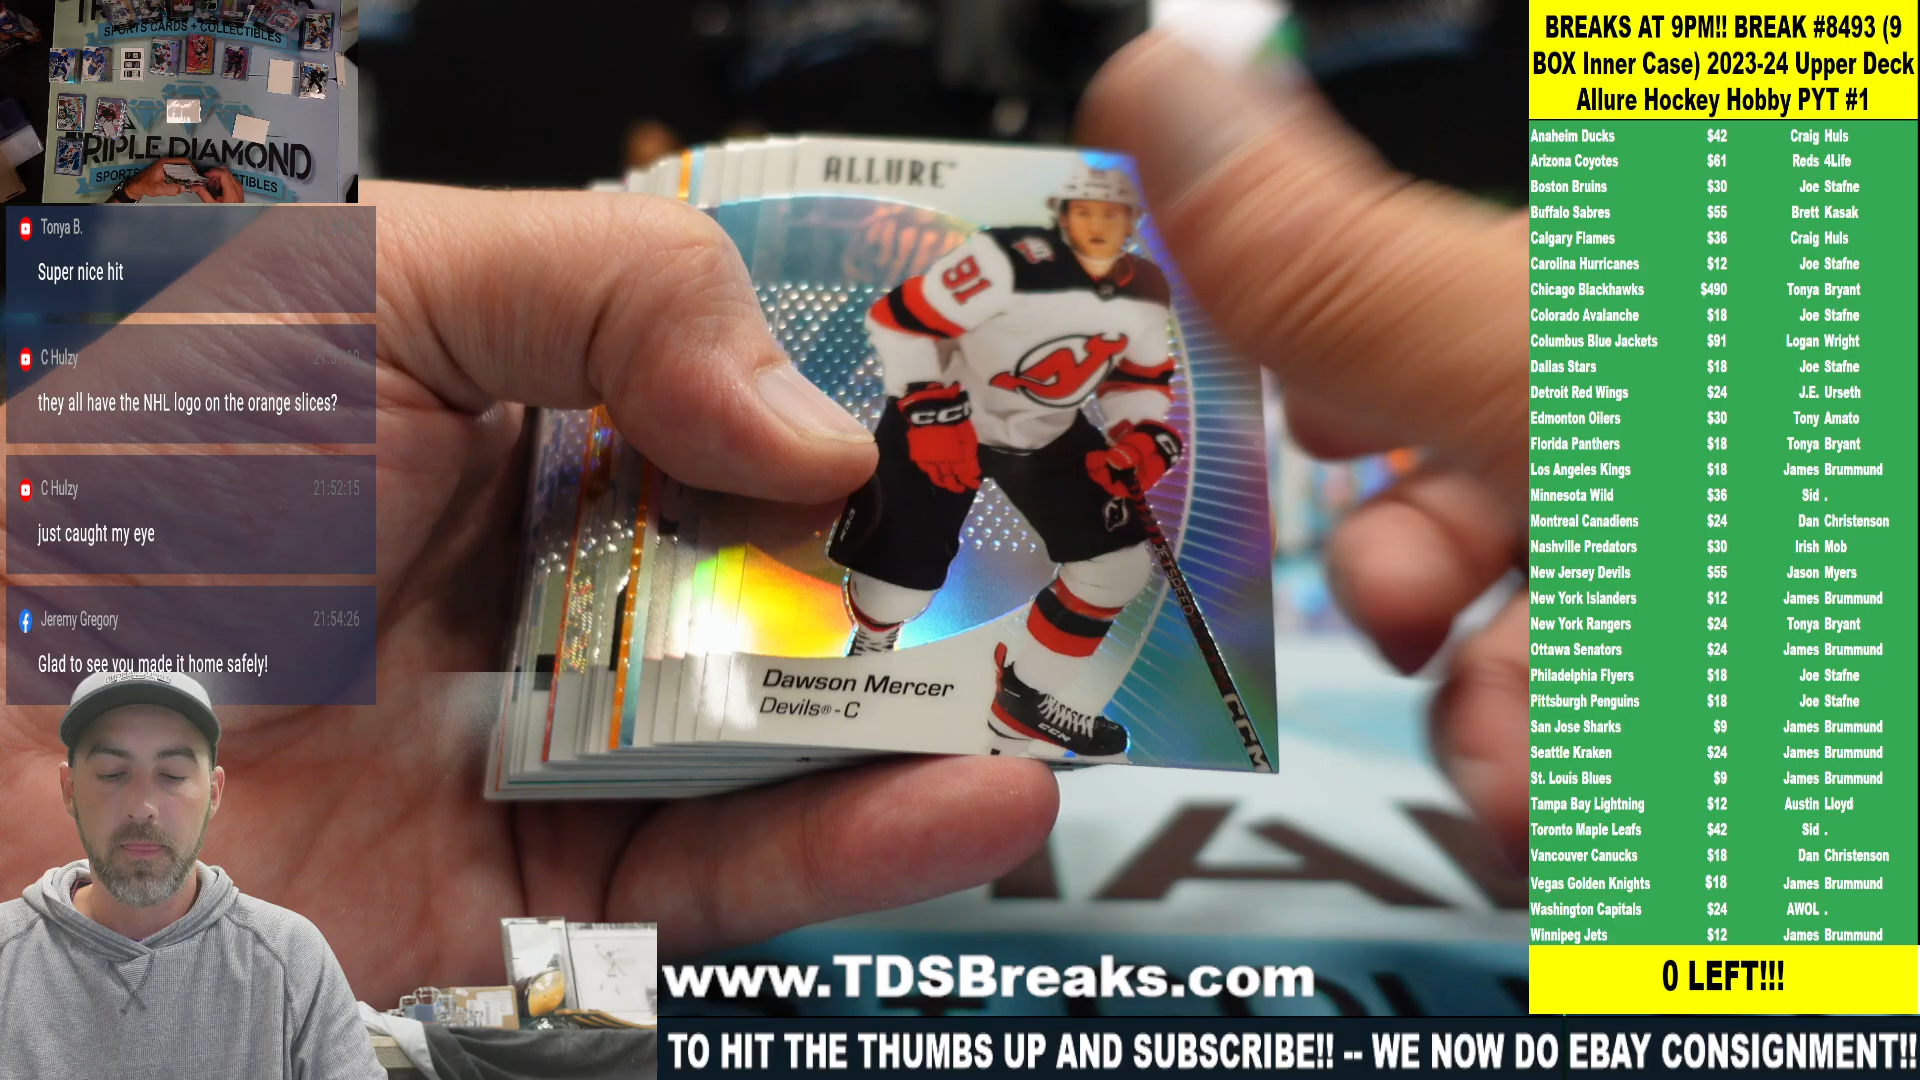 SPORTS CARDS + COLLECTIBLES
RIPLE DIAMOND
Tonya B.
Super nice hit
C Hulzy
they all have the NHL logo on the orange slices?
C Hulzy 21:52:15
just caught my eye
Jeremy Gregory 21:54:26
Glad to see you made it home safely!
ALLURE
91
CCM
Dawson Mercer
Devils®-C
JETSPEED
CCM
CCM
www.TDSBreaks.com
TO HIT THE THUMBS UP AND SUBSCRIBE!! -- WE NOW DO EBAY CONSIGNMENT!!
BREAKS AT 9PM!! BREAK #8493 (9
BOX Inner Case) 2023-24 Upper Deck
Allure Hockey Hobby PYT #1
Anaheim Ducks $42 Craig Huls
Arizona Coyotes $61 Reds 4Life
Boston Bruins $30 Joe Stafne
Buffalo Sabres $55 Brett Kasak
Calgary Flames $36 Craig Huls
Carolina Hurricanes $12 Joe Stafne
Chicago Blackhawks $490 Tonya Bryant
Colorado Avalanche $18 Joe Stafne
Columbus Blue Jackets $91 Logan Wright
Dallas Stars $18 Joe Stafne
Detroit Red Wings $24 J.E. Urseth
Edmonton Oilers $30 Tony Amato
Florida Panthers $18 Tonya Bryant
Los Angeles Kings $18 James Brummund
Minnesota Wild $36 Sid .
Montreal Canadiens $24 Dan Christenson
Nashville Predators $30 Irish Mob
New Jersey Devils $55 Jason Myers
New York Islanders $12 James Brummund
New York Rangers $24 Tonya Bryant
Ottawa Senators $24 James Brummund
Philadelphia Flyers $18 Joe Stafne
Pittsburgh Penguins $18 Joe Stafne
San Jose Sharks $9 James Brummund
Seattle Kraken $24 James Brummund
St. Louis Blues $9 James Brummund
Tampa Bay Lightning $12 Austin Lloyd
Toronto Maple Leafs $42 Sid .
Vancouver Canucks $18 Dan Christenson
Vegas Golden Knights $18 James Brummund
Washington Capitals $24 AWOL .
Winnipeg Jets $12 James Brummund
0 LEFT!!!